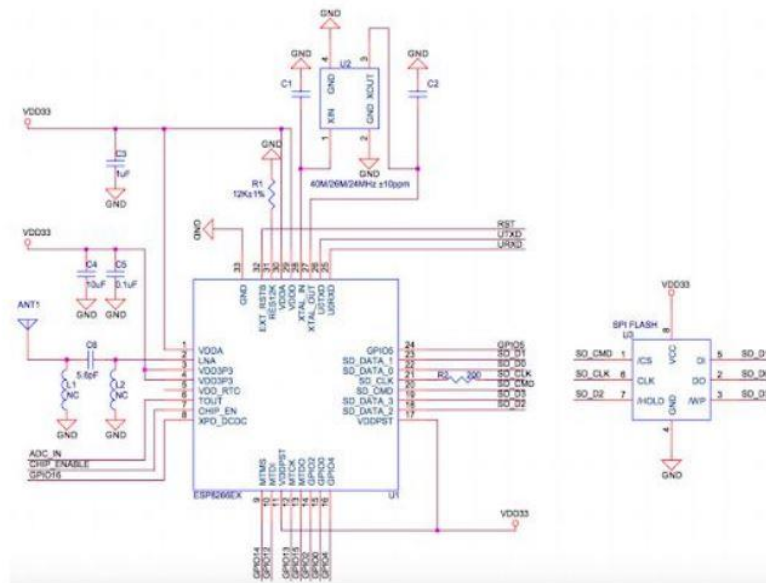 GND
GND
GND
4
3
U2
C1
C2
GND
XOUT
XIN
GND
1
2
GND
VDD33
C3
1uF
GND
GND
R1
12K±1%
40M/26M/24MHz ±10ppm
RST
UTXD
URXD
VDD33
GND
C4
10uF
C5
0.1uF
GND
GND
33
32
31
30
29
28
27
26
25
GND
EXT_RSTB
RES12K
VDDA
VDDD
XTAL_IN
XTAL_OUT
U0TXD
U0RXD
ANT1
C6
5.6pF
L1
NC
L2
NC
GND
GND
1 VDDA
2 LNA
3 VDD3P3
4 VDD3P3
5 VDD_RTC
6 TOUT
7 CHIP_EN
8 XPD_DCDC
ADC_IN
CHIP_ENABLE
GPIO16
GPIO5 24 GPIO5
SD_DATA_1 23 SD_D1
SD_DATA_0 22 SD_D0
SD_CLK 21 R2 200 SD_CLK
SD_CMD 20 SD_CMD
SD_DATA_3 19 SD_D3
SD_DATA_2 18 SD_D2
VDDPST 17
MTMS
MTDI
VDDPST
MTCK
MTDO
GPIO2
GPIO0
GPIO4
ESP8266EX
U1
9
10
11
12
13
14
15
16
GPIO14
GPIO12
GPIO13
GPIO15
GPIO2
GPIO0
GPIO4
VDD33
VDD33
SPI FLASH
U3
8
VCC
SD_CMD 1 /CS
DI 5
SD_CLK 6 CLK
DO 2
SD_D2 7 /HOLD
/WP 3
GND
4
GND